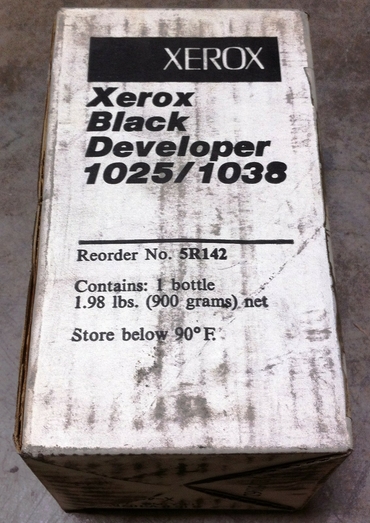 XEROX
Xerox
Black
Developer
1025/1038
Reorder No. 5R142
Contains: 1 bottle
1.98 lbs. (900 grams) net
Store below 90° F.